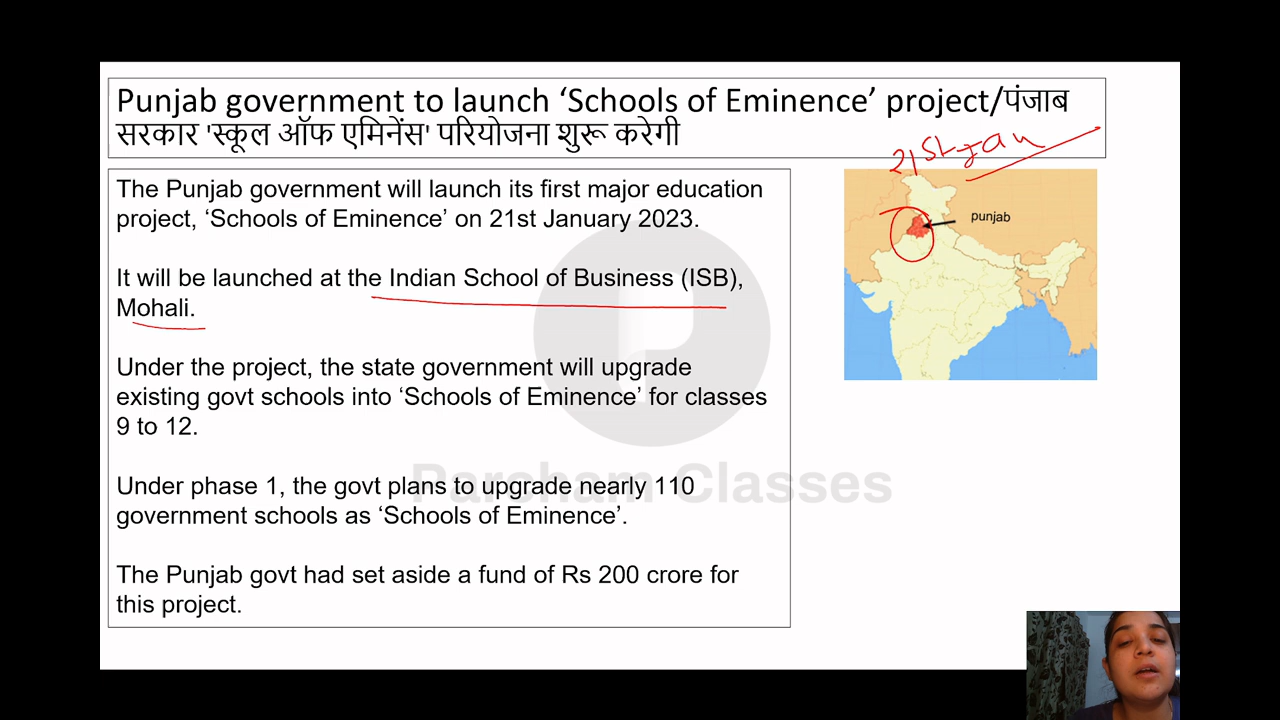 Punjab government to launch ‘Schools of Eminence’ project/पंजाब
सरकार 'स्कूल ऑफ एमिनेंस' परियोजना शुरू करेगी
21st Jan
The Punjab government will launch its first major education
project, ‘Schools of Eminence’ on 21st January 2023.
It will be launched at the Indian School of Business (ISB),
Mohali.
Under the project, the state government will upgrade
existing govt schools into ‘Schools of Eminence’ for classes
9 to 12.
Under phase 1, the govt plans to upgrade nearly 110
government schools as ‘Schools of Eminence’.
The Punjab govt had set aside a fund of Rs 200 crore for
this project.
punjab
Parcham Classes